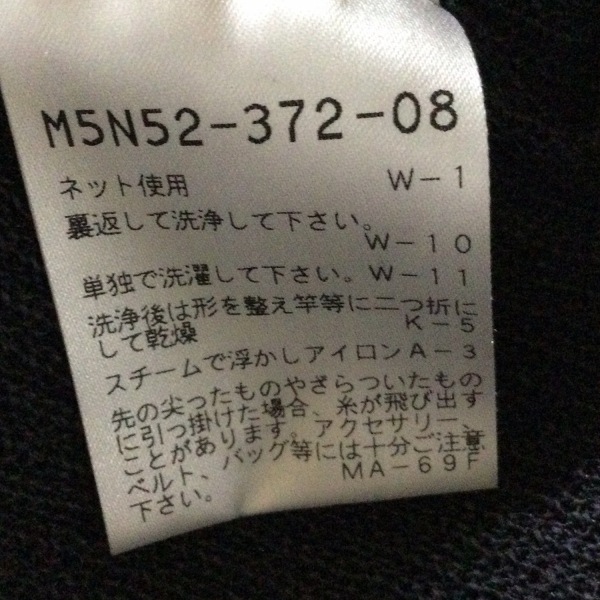 M5N52-372-08
ネット使用 W-1
裏返して洗浄して下さい。
W-10
単独で洗濯して下さい。W-11
洗浄後は形を整え竿等に二つ折に
して乾燥 K-5
スチームで浮かしアイロンA-3
先の尖ったものやざらついたもの
に引っ掛けた場合、糸が飛び出す
ことがあります。アクセサリー、
ベルト、バッグ等には十分ご注意
下さい。 MA-69F